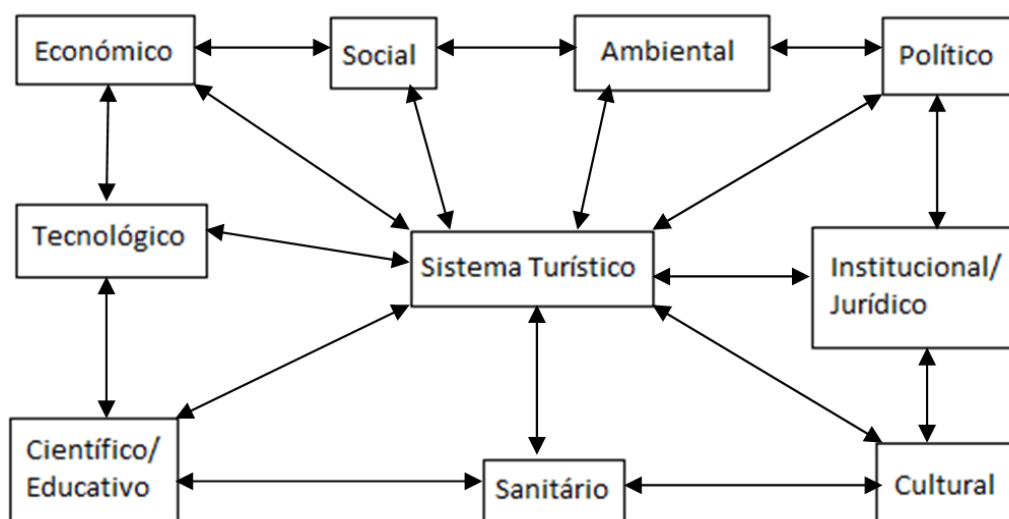 Económico
Social
Ambiental
Político
Tecnológico
Sistema Turístico
Institucional/
Jurídico
Científico/
Educativo
Sanitário
Cultural